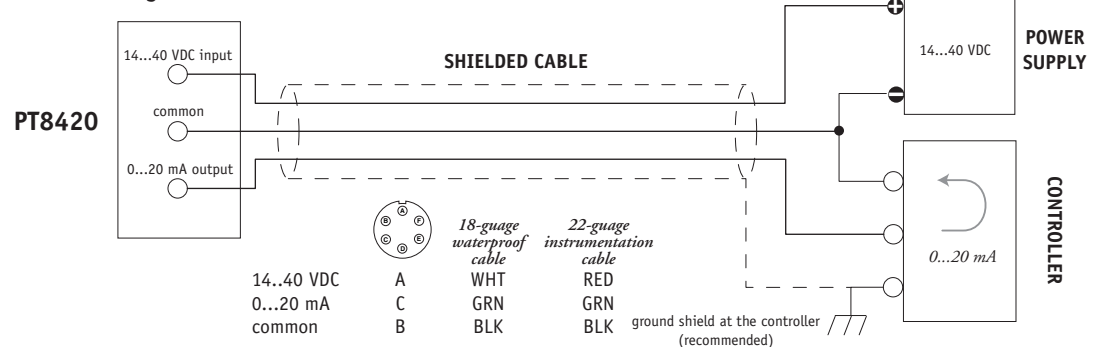 14...40 VDC input
common
0...20 mA output
PT8420
SHIELDED CABLE
14...40 VDC
POWER
SUPPLY
CONTROLLER
0...20 mA
A
B
F
C
E
D
18-guage
waterproof
cable
22-guage
instrumentation
cable
14..40 VDC A WHT RED
0...20 mA C GRN GRN
common B BLK BLK
ground shield at the controller
(recommended)